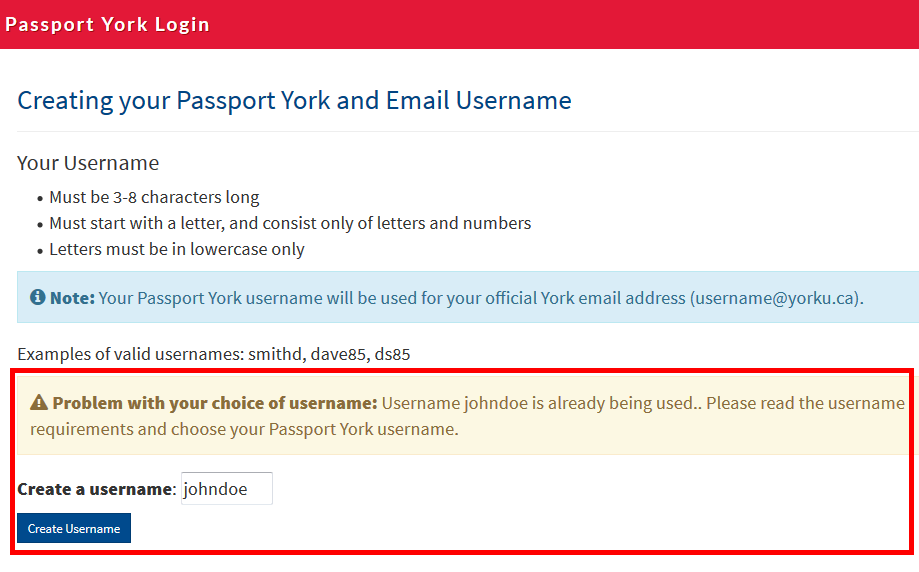 Passport York Login
Creating your Passport York and Email Username
Your Username
• Must be 3-8 characters long
• Must start with a letter, and consist only of letters and numbers
• Letters must be in lowercase only
Note: Your Passport York username will be used for your official York email address (username@yorku.ca).
Examples of valid usernames: smithd, dave85, ds85
Problem with your choice of username: Username johndoe is already being used.. Please read the username
requirements and choose your Passport York username.
Create a username: johndoe
Create Username